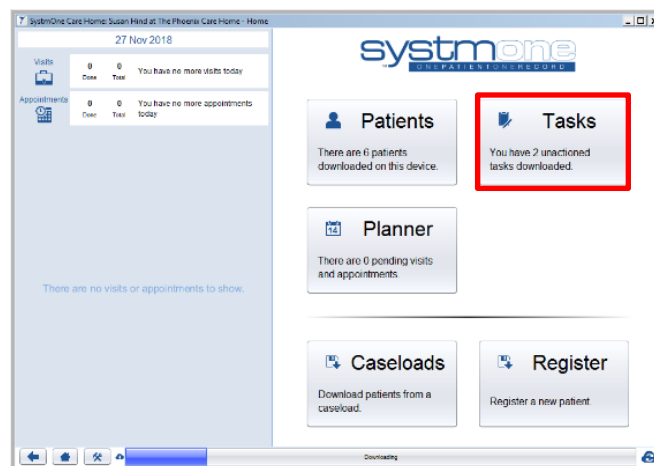 SystmOne Care Home: Susan Hind at The Phoenix Care Home - Home
27 Nov 2018
Visits
0 0 You have no more visits today
Done Total
Appointments
0 0 You have no more appointments
Done Total today
There are no visits or appointments to show.
systmone
ONEPATIENTONERECORD
Patients
There are 6 patients
downloaded on this device.
Tasks
You have 2 unactioned
tasks downloaded.
14
Planner
There are 0 pending visits
and appointments.
Caseloads
Download patients from a
caseload.
Register
Register a new patient.
Downloading